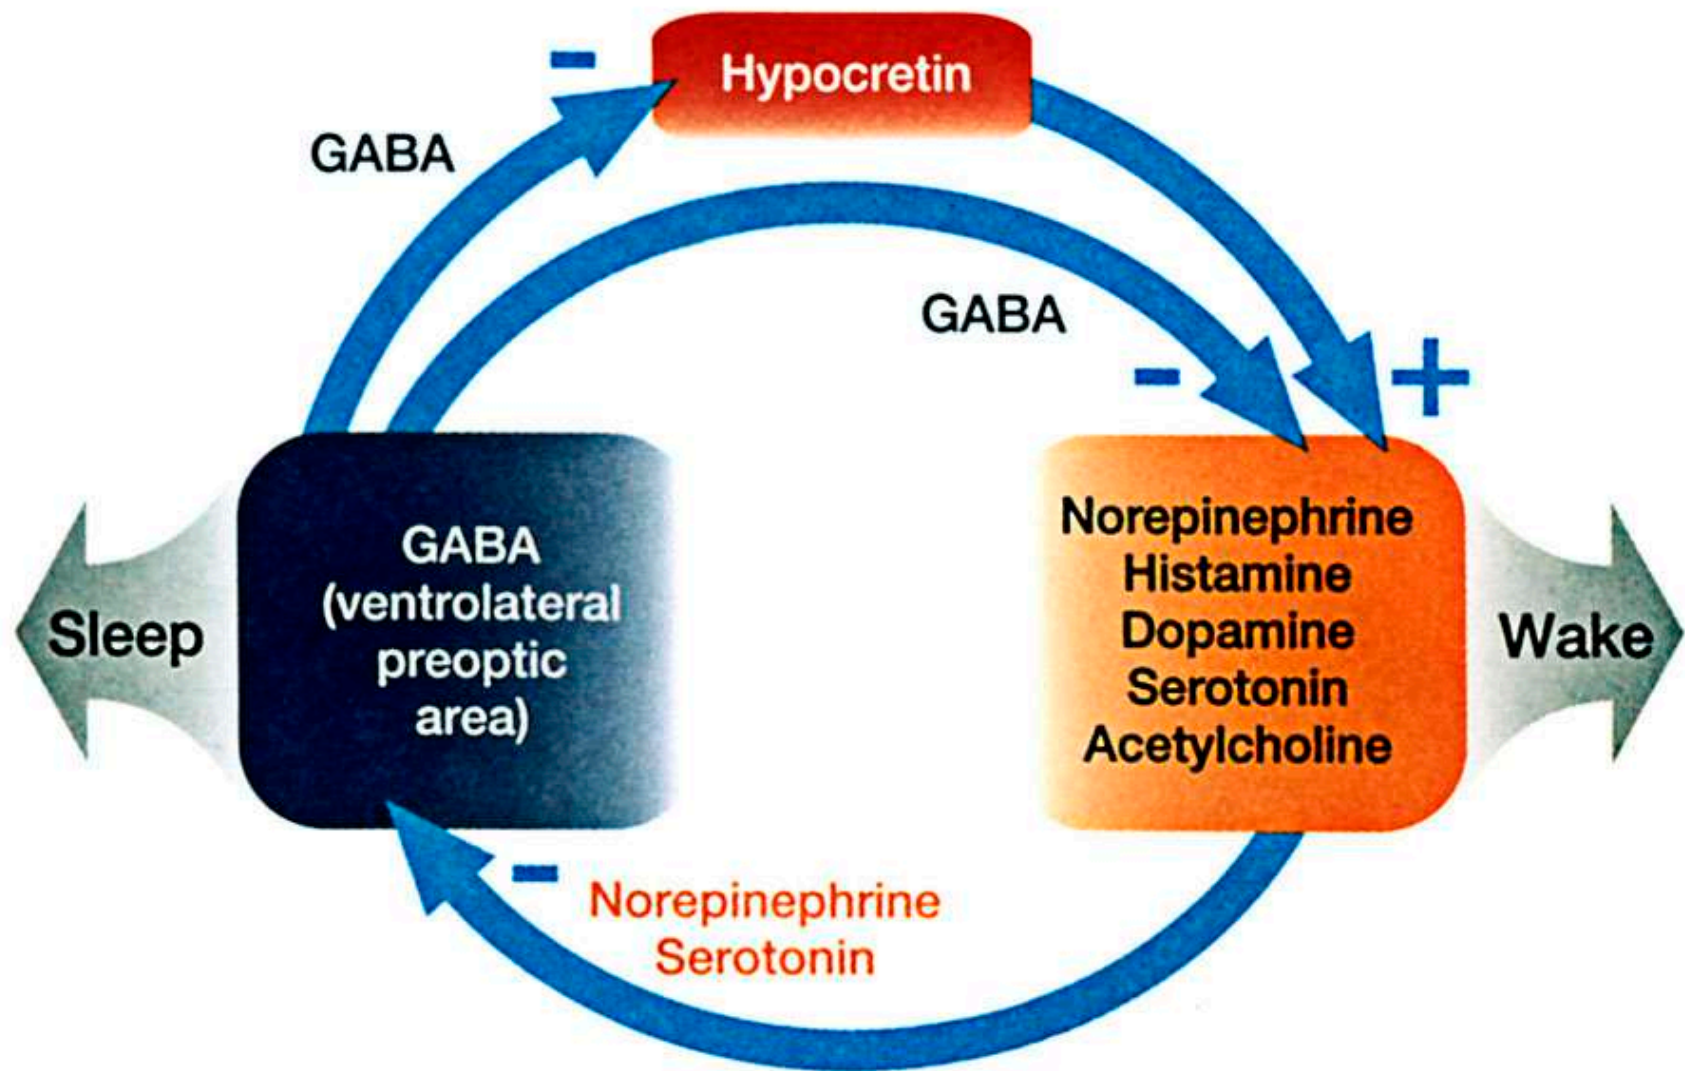 -
Hypocretin
GABA
GABA
-
+
GABA
(ventrolateral
preoptic
area)
Norepinephrine
Histamine
Dopamine
Serotonin
Acetylcholine
Sleep
Wake
-
Norepinephrine
Serotonin